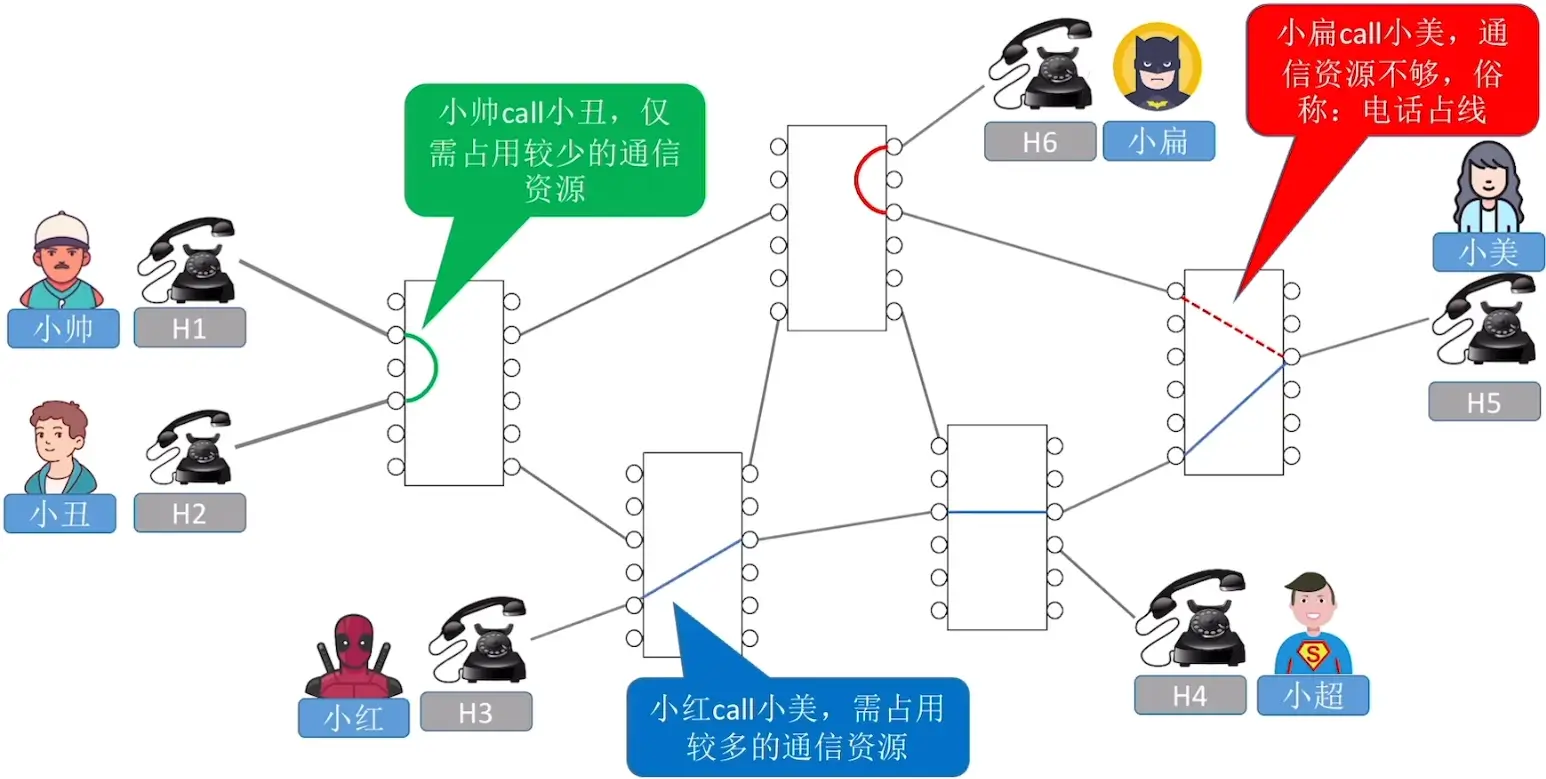 小扁call小美，通
信资源不够，俗
称：电话占线
小帅call小丑，仅
需占用较少的通信
资源
H6
小扁
小美
小帅
H1
H5
小丑
H2
S
小红
H3
小红call小美，需占用
较多的通信资源
H4
小超